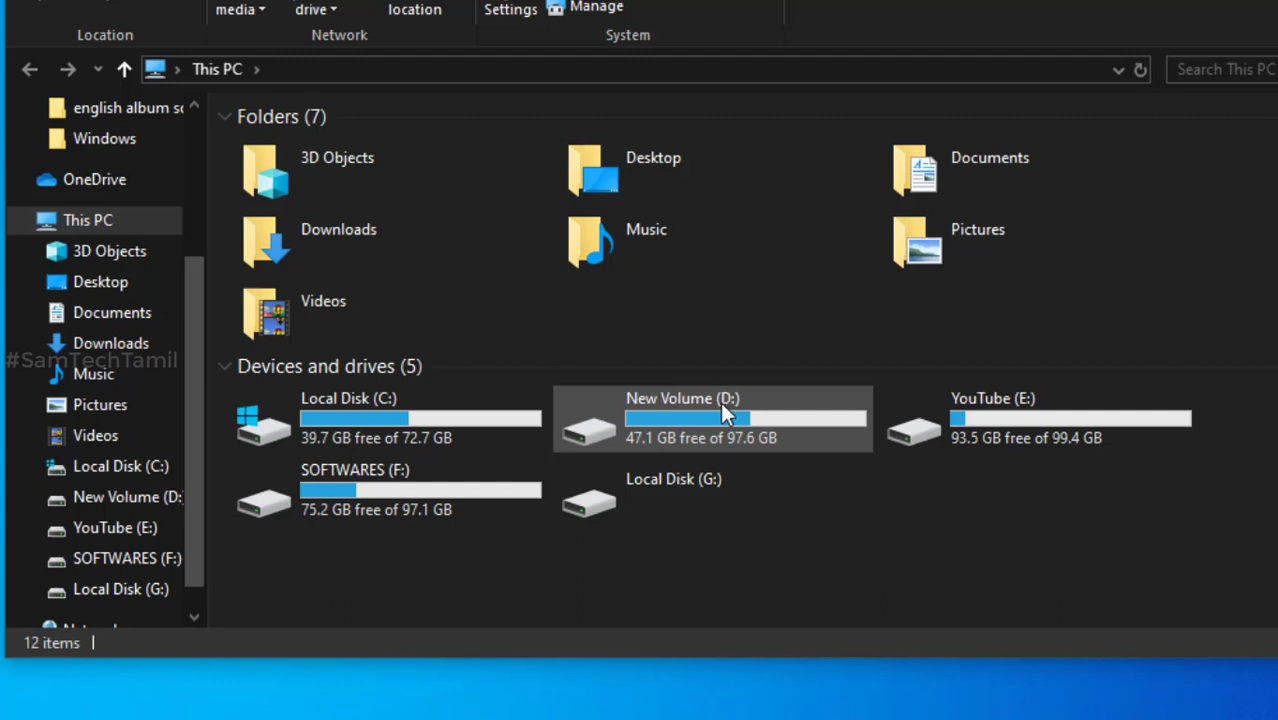 media drive location Settings Manage
Location Network System
This PC Search This PC
english album sc
Windows
OneDrive
This PC
3D Objects
Desktop
Documents
Downloads
#SamTechTamil
Music
Pictures
Videos
Local Disk (C:)
New Volume (D:)
YouTube (E:)
SOFTWARES (F:)
Local Disk (G:)
Folders (7)
3D Objects Desktop Documents
Downloads Music Pictures
Videos
Devices and drives (5)
Local Disk (C:) New Volume (D:) YouTube (E:)
39.7 GB free of 72.7 GB 47.1 GB free of 97.6 GB 93.5 GB free of 99.4 GB
SOFTWARES (F:) Local Disk (G:)
75.2 GB free of 97.1 GB
12 items